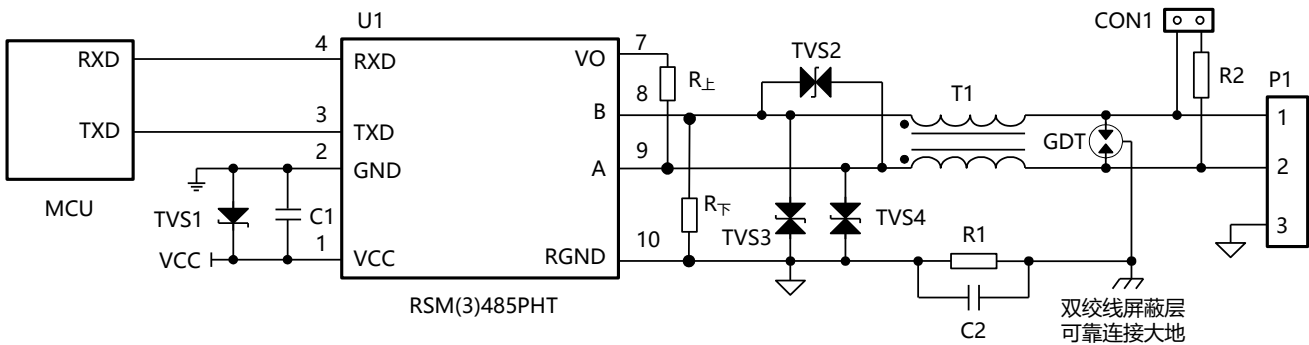 U1
CON1
RXD
4
RXD
VO
7
R上
TVS2
R2
8
T1
P1
TXD
3
TXD
B
1
2
GND
9
A
GDT
2
MCU
TVS1
C1
R下
TVS3
TVS4
3
VCC
1
VCC
RGND
10
R1
RSM(3)485PHT
C2
双绞线屏蔽层
可靠连接大地